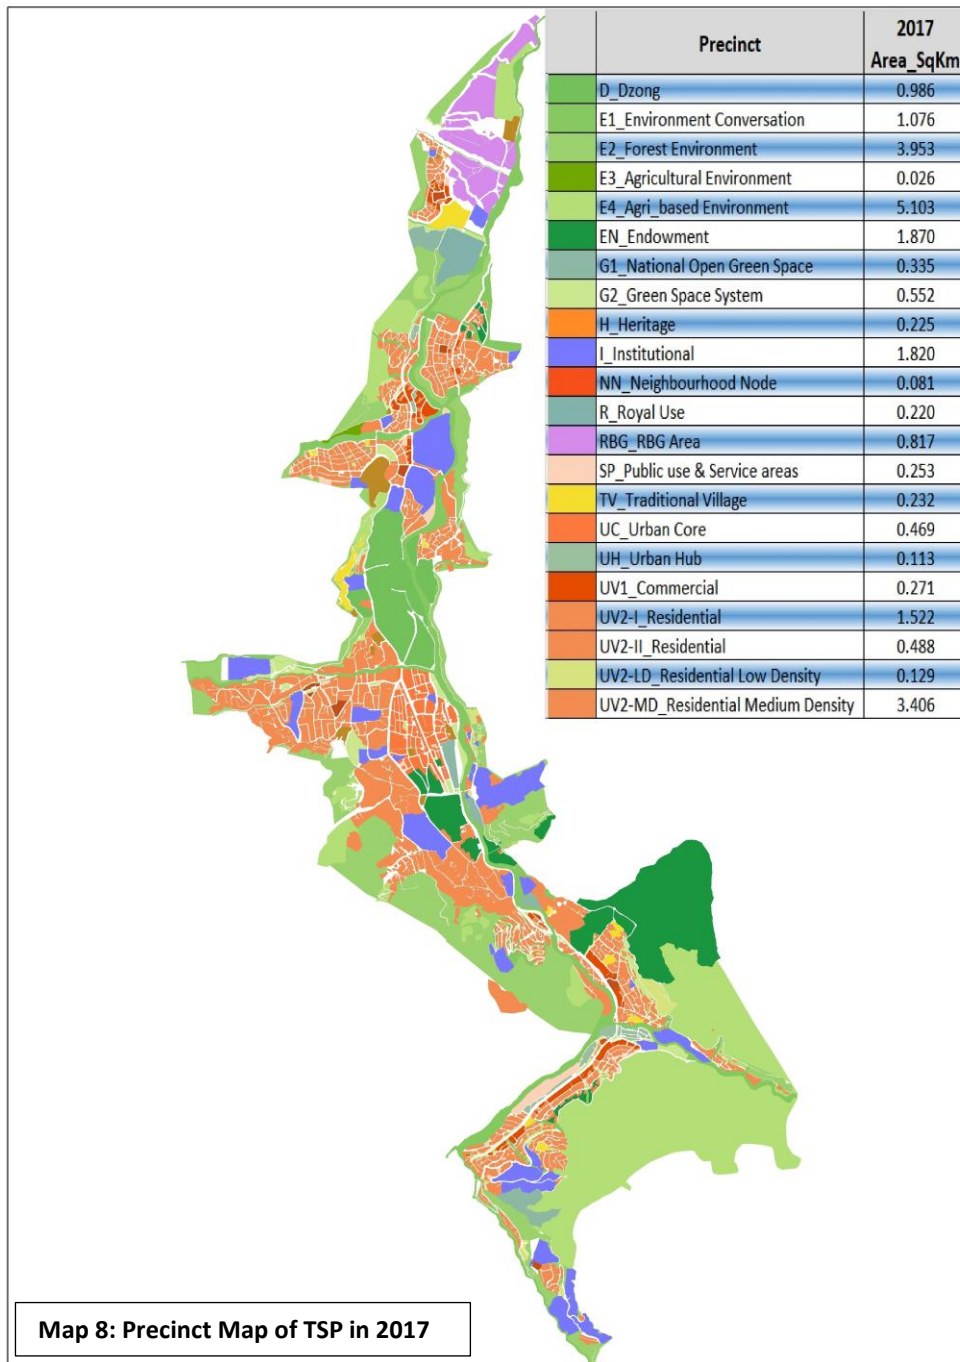 Precinct 2017 Area_SqKm
D_Dzong 0.986
E1_Environment Conversation 1.076
E2_Forest Environment 3.953
E3_Agricultural Environment 0.026
E4_Agri_based Environment 5.103
EN_Endowment 1.870
G1_National Open Green Space 0.335
G2_Green Space System 0.552
H_Heritage 0.225
I_Institutional 1.820
NN_Neighbourhood Node 0.081
R_Royal Use 0.220
RBG_RBG Area 0.817
SP_Public use & Service areas 0.253
TV_Traditional Village 0.232
UC_Urban Core 0.469
UH_Urban Hub 0.113
UV1_Commercial 0.271
UV2-I_Residential 1.522
UV2-II_Residential 0.488
UV2-LD_Residential Low Density 0.129
UV2-MD_Residential Medium Density 3.406
Map 8: Precinct Map of TSP in 2017